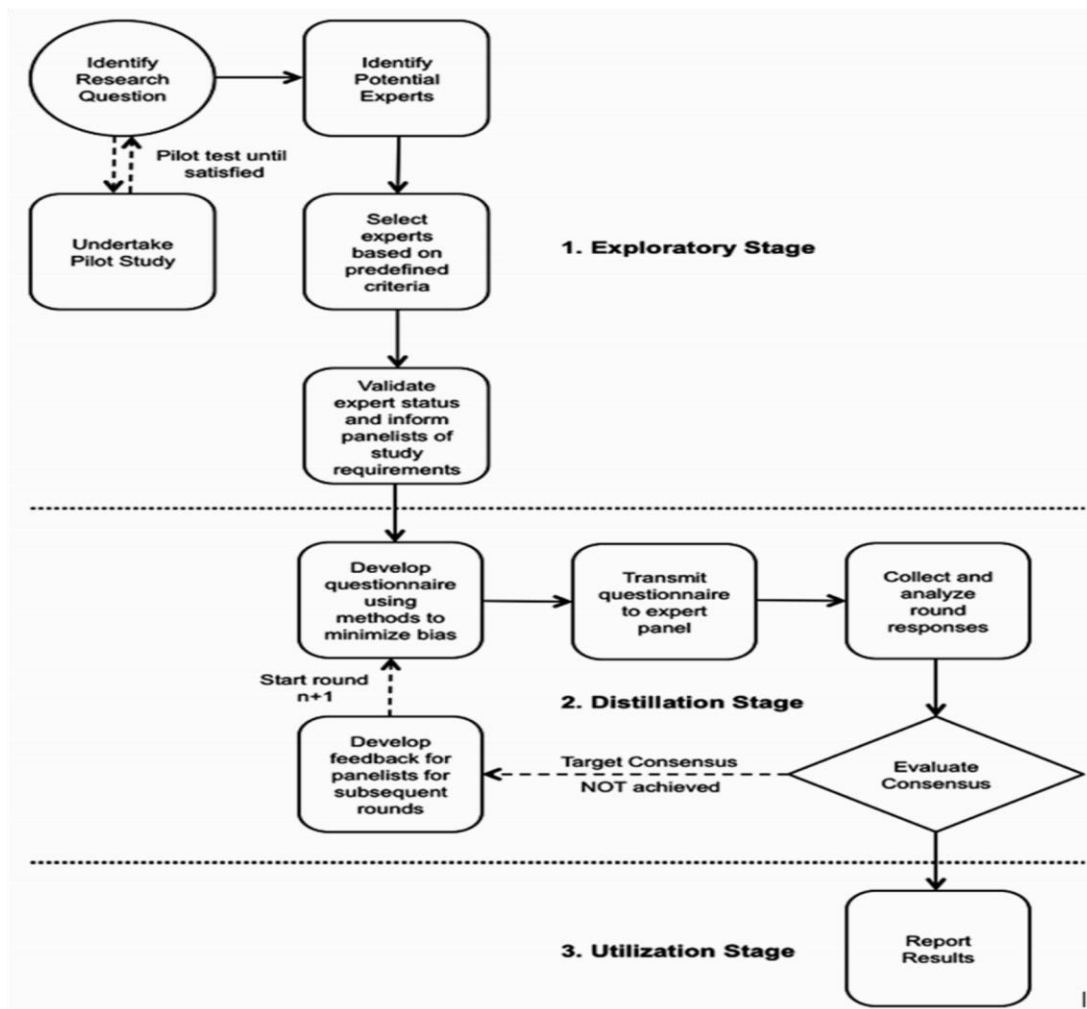 Identify
Research
Question
Identify
Potential
Experts
Pilot test until
satisfied
Undertake
Pilot Study
Select
experts
based on
predefined
criteria
1. Exploratory Stage
Validate
expert status
and inform
panelists of
study
requirements
Develop
questionnaire
using
methods to
minimize bias
Transmit
questionnaire
to expert
panel
Collect and
analyze
round
responses
Start round
n+1
2. Distillation Stage
Develop
feedback for
panelists for
subsequent
rounds
Target Consensus
NOT achieved
Evaluate
Consensus
3. Utilization Stage
Report
Results